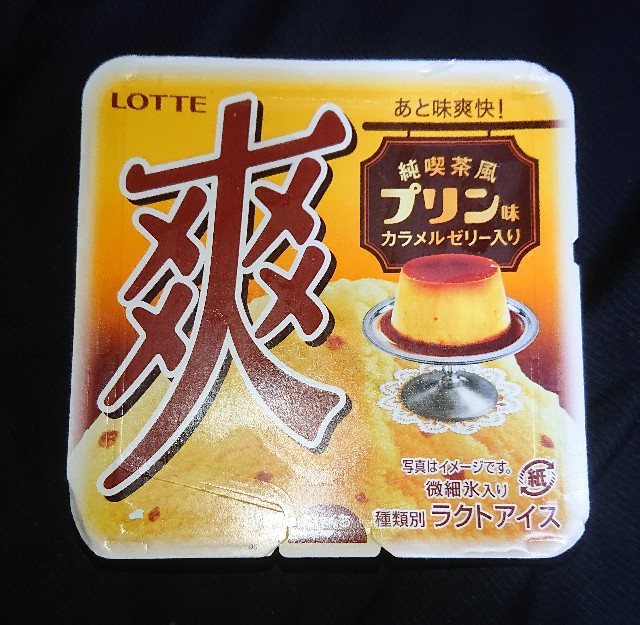 LOTTE
爽
あと味爽快!
純喫茶風
プリン味
カラメルゼリー入り
写真はイメージです。
微細氷入り
紙
種類別 ラクトアイス